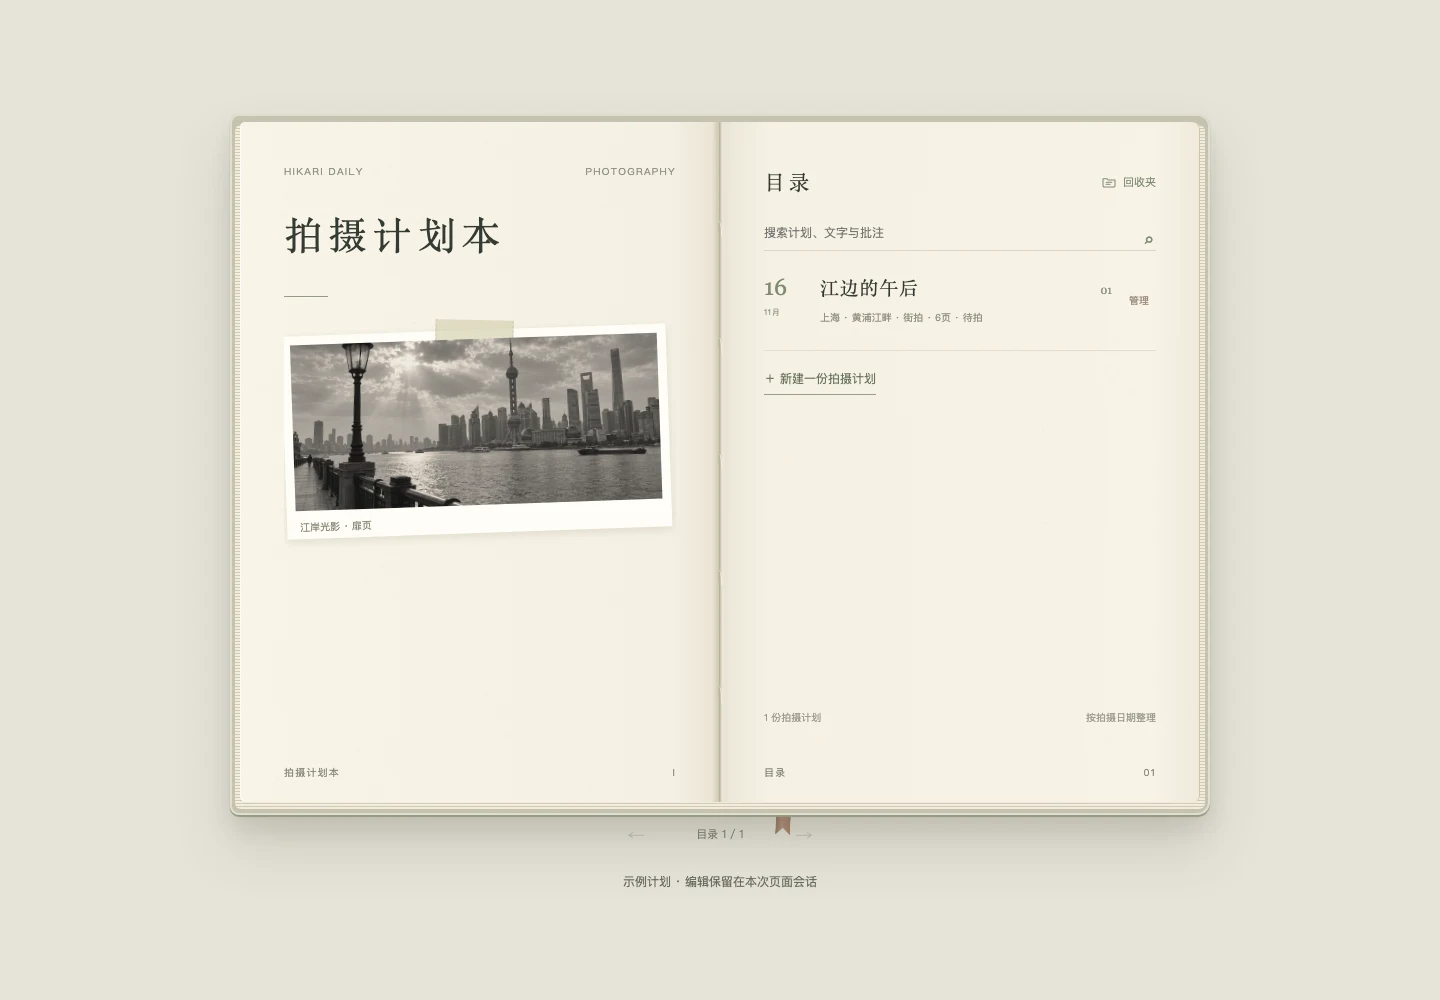 HIKARI DAILY
PHOTOGRAPHY
拍摄计划本
江岸光影 · 扉页
拍摄计划本
I
目录
回收夹
搜索计划、文字与批注
16
11月
江边的午后
上海 · 黄浦江畔 · 街拍 · 6页 · 待拍
01
管理
+ 新建一份拍摄计划
1 份拍摄计划
按拍摄日期整理
目录
01
← 目录 1 / 1 →
示例计划 · 编辑保留在本次页面会话